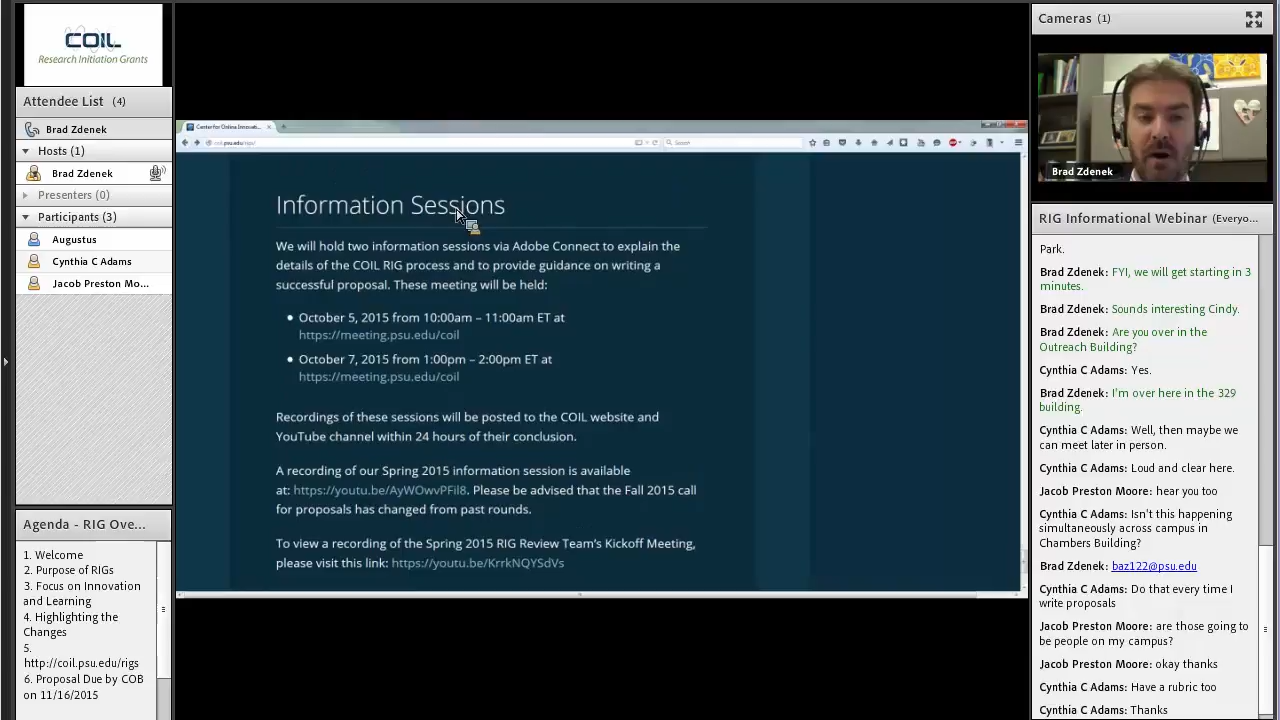 COIL
Research Initiation Grants
Attendee List (4)
Brad Zdenek
Hosts (1)
Brad Zdenek
Presenters (0)
Participants (3)
Augustus
Cynthia C Adams
Jacob Preston Mo...
Agenda - RIG Ove...
1. Welcome
2. Purpose of RIGs
3. Focus on Innovation
and Learning
4. Highlighting the
Changes
5.
http://coil.psu.edu/rigs
6. Proposal Due by COB
on 11/16/2015
Center for Online Innovati...
coil.psu.edu/rigs/
Search
Information Sessions
We will hold two information sessions via Adobe Connect to explain the
details of the COIL RIG process and to provide guidance on writing a
successful proposal. These meeting will be held:
• October 5, 2015 from 10:00am – 11:00am ET at
https://meeting.psu.edu/coil
• October 7, 2015 from 1:00pm – 2:00pm ET at
https://meeting.psu.edu/coil
Recordings of these sessions will be posted to the COIL website and
YouTube channel within 24 hours of their conclusion.
A recording of our Spring 2015 information session is available
at: https://youtu.be/AyWOwvPFil8. Please be advised that the Fall 2015 call
for proposals has changed from past rounds.
To view a recording of the Spring 2015 RIG Review Team's Kickoff Meeting,
please visit this link: https://youtu.be/KrrkNQYSdVs
Cameras (1)
Brad Zdenek
RIG Informational Webinar (Everyo...
Park.
Brad Zdenek: FYI, we will get starting in 3
minutes.
Brad Zdenek: Sounds interesting Cindy.
Brad Zdenek: Are you over in the
Outreach Building?
Cynthia C Adams: Yes.
Brad Zdenek: I'm over here in the 329
building.
Cynthia C Adams: Well, then maybe we
can meet later in person.
Cynthia C Adams: Loud and clear here.
Jacob Preston Moore: hear you too
Cynthia C Adams: Isn't this happening
simultaneously across campus in
Chambers Building?
Brad Zdenek: baz122@psu.edu
Cynthia C Adams: Do that every time I
write proposals
Jacob Preston Moore: are those going to
be people on my campus?
Jacob Preston Moore: okay thanks
Cynthia C Adams: Have a rubric too
Cynthia C Adams: Thanks